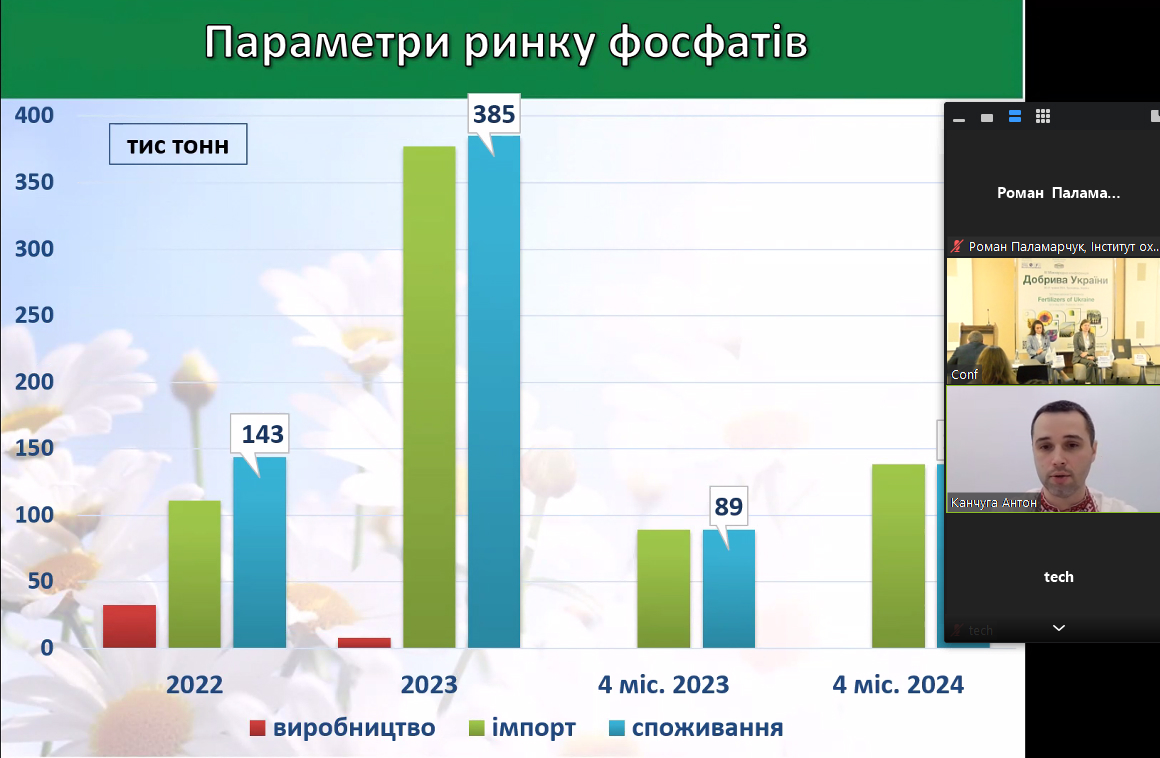 Параметри ринку фосфатів
400
350
300
250
200
150
100
50
0
тис тонн
143
385
89
2022
2023
4 міс. 2023
4 міс. 2024
виробництво
імпорт
споживання
Роман Палама...
Роман Паламарчук, Інститут ох...
Добрива України
Fertilizers of Ukraine
Conf
Канчуга Антон
tech
tech